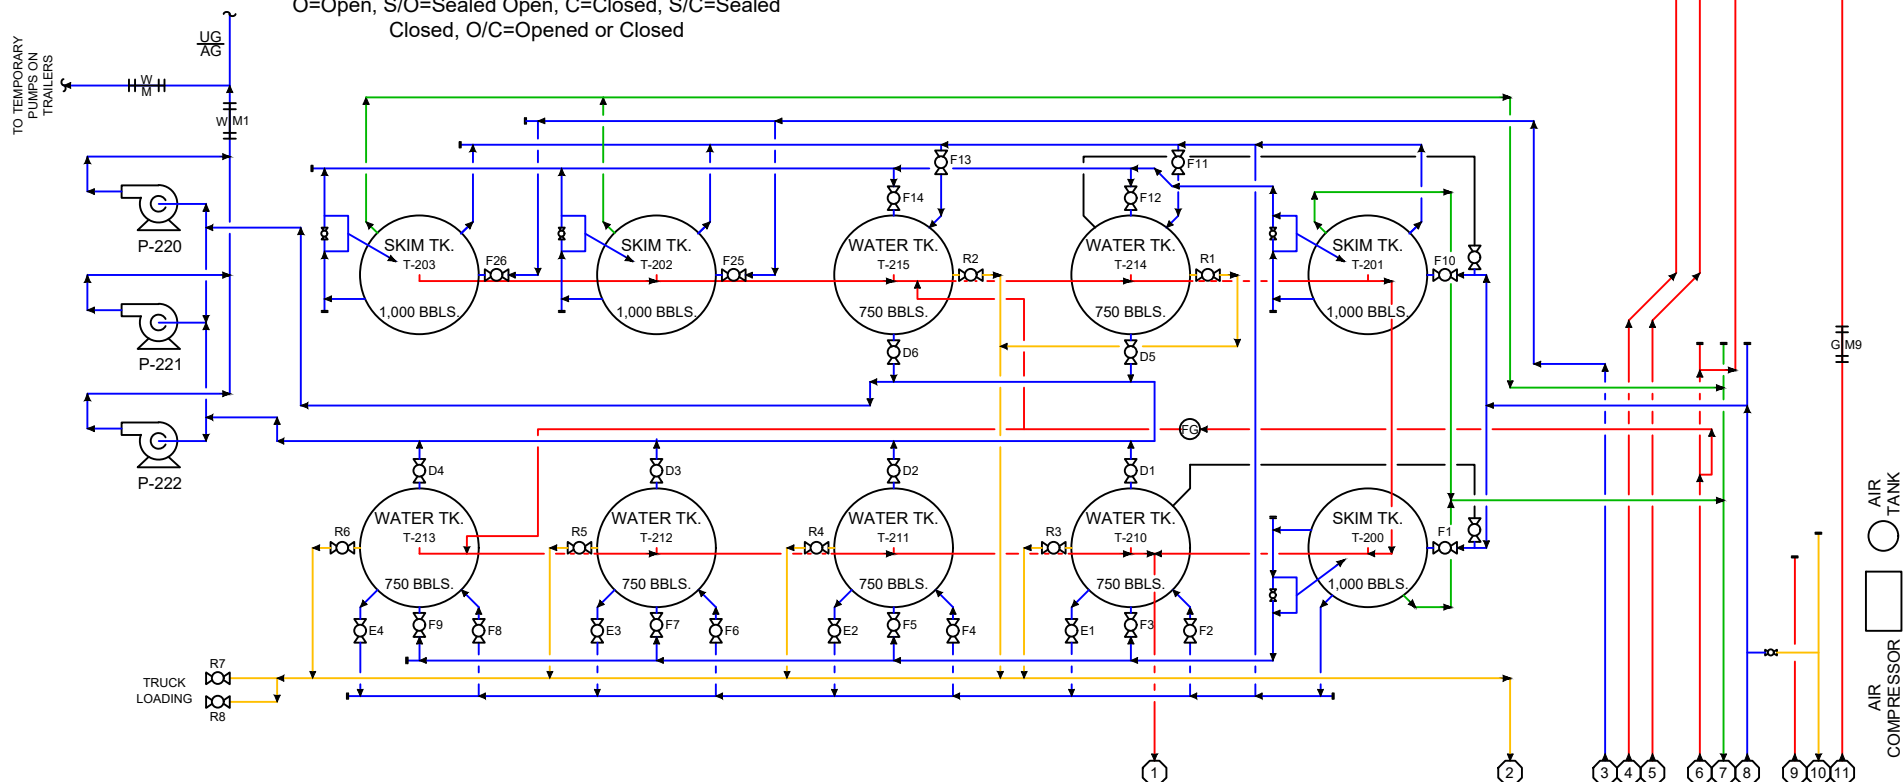 O=Open, S/O=Sealed Open, C=Closed, S/C=Sealed
Closed, O/C=Opened or Closed
UG
AG
TO TEMPORARY
PUMPS ON
TRAILERS
W
M
W M1
P-220
P-221
P-222
F13
F11
F14
F12
SKIM TK.
T-203
1,000 BBLS.
F26
SKIM TK.
T-202
1,000 BBLS.
F25
WATER TK.
T-215
750 BBLS.
R2
WATER TK.
T-214
750 BBLS.
R1
SKIM TK.
T-201
1,000 BBLS.
F10
D6
D5
G M9
FG
D4
D3
D2
D1
R6
WATER TK.
T-213
750 BBLS.
R5
WATER TK.
T-212
750 BBLS.
R4
WATER TK.
T-211
750 BBLS.
R3
WATER TK.
T-210
750 BBLS.
SKIM TK.
T-200
1,000 BBLS.
F1
E4
F9
F8
E3
F7
F6
E2
F5
F4
E1
F3
F2
TRUCK
LOADING
R7
R8
AIR
TANK
AIR
COMPRESSOR
1
2
3
4
5
6
7
8
9
10
11